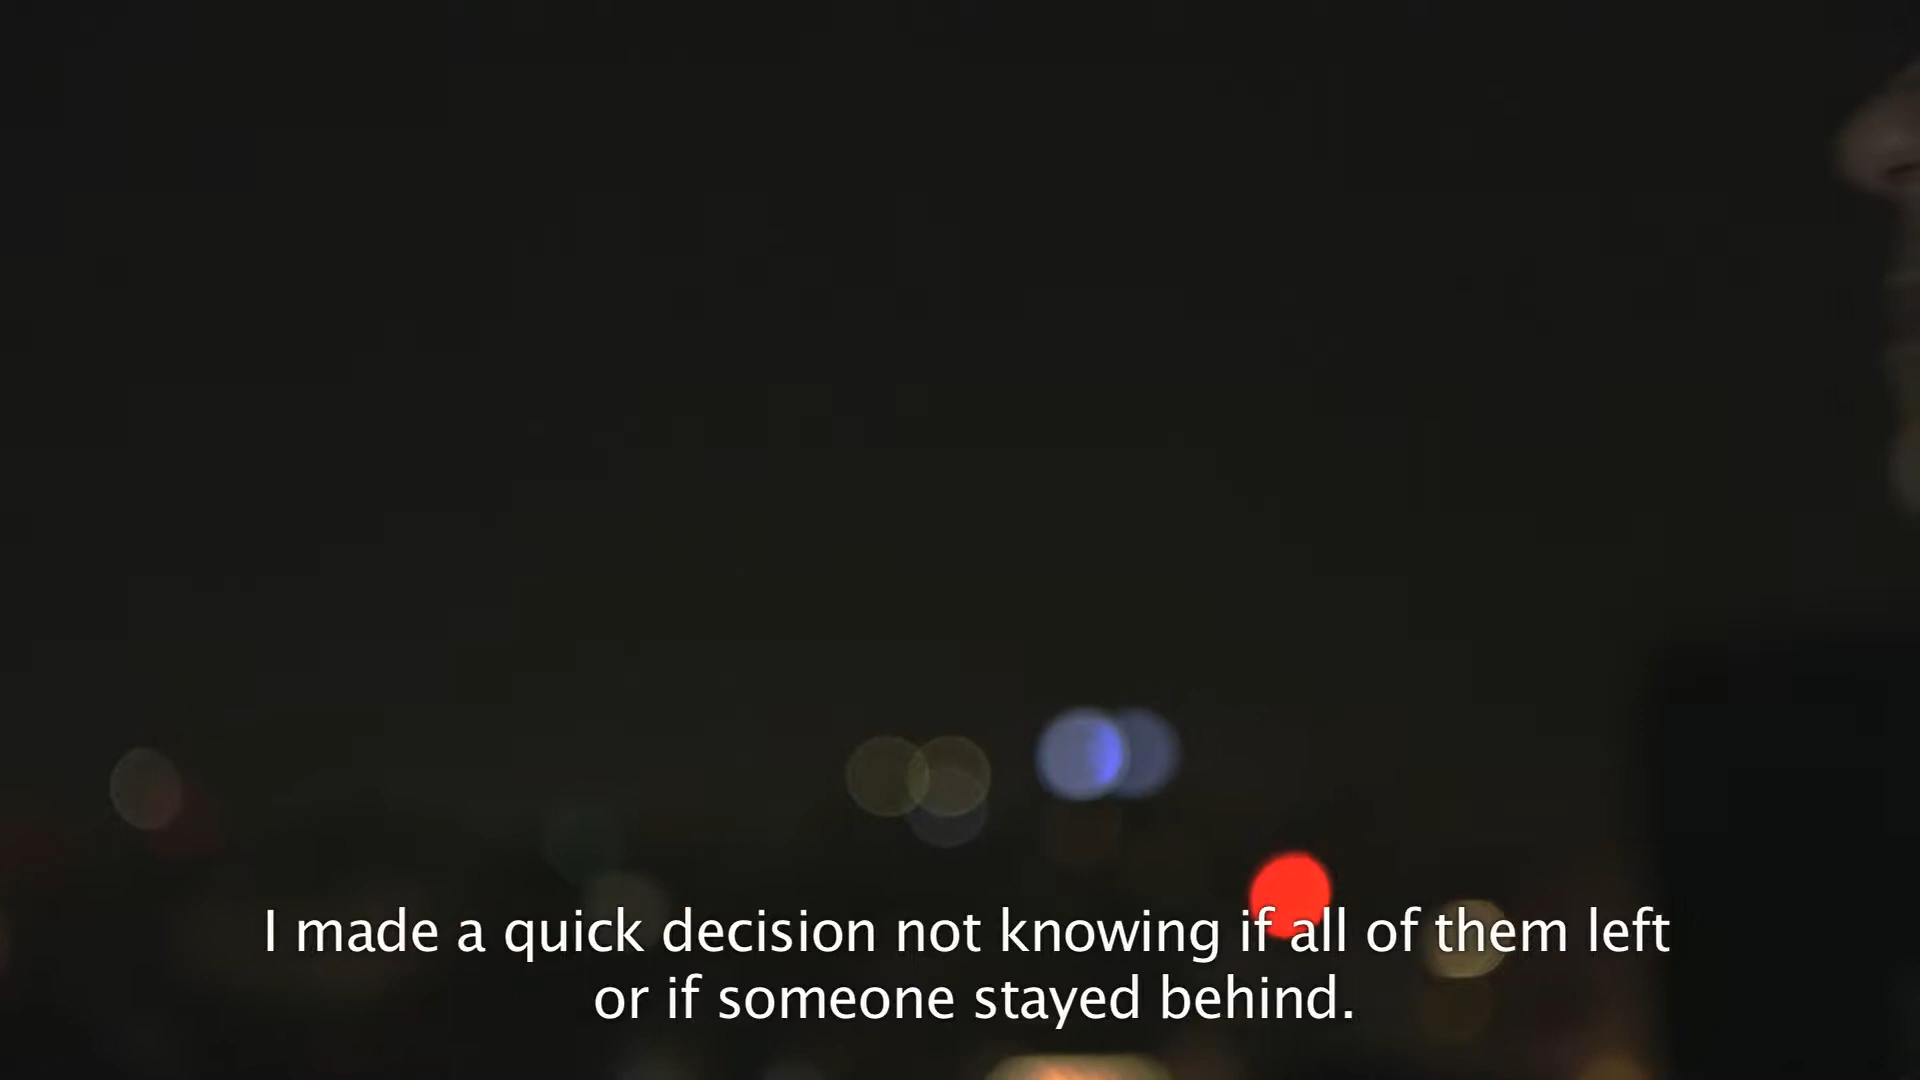 I made a quick decision not knowing if all of them left
or if someone stayed behind.